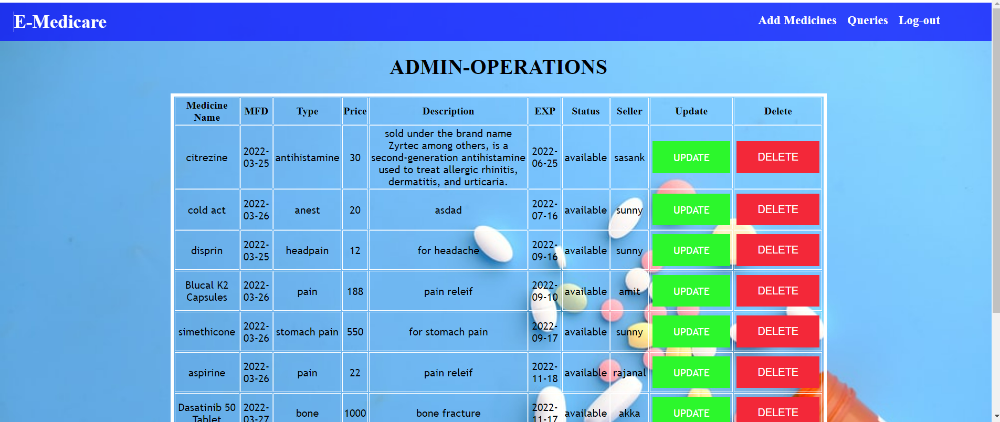 E-Medicare
Add Medicines Queries Log-out
ADMIN-OPERATIONS
Medicine Name MFD Type Price Description EXP Status Seller Update Delete
citrezine 2022-03-25 antihistamine 30 sold under the brand name Zyrtec among others, is a second-generation antihistamine used to treat allergic rhinitis, dermatitis, and urticaria. 2022-06-25 available sasank UPDATE DELETE
cold act 2022-03-26 anest 20 asdad 2022-07-16 available sunny UPDATE DELETE
disprin 2022-03-25 headpain 12 for headache 2022-09-16 available sunny UPDATE DELETE
Blucal K2 Capsules 2022-03-26 pain 188 pain releif 2022-09-10 available amit UPDATE DELETE
simethicone 2022-03-26 stomach pain 550 for stomach pain 2022-09-17 available sunny UPDATE DELETE
aspirine 2022-03-26 pain 22 pain releif 2022-11-18 available rajanal UPDATE DELETE
Dasatinib 50 Tablet 2022-03-27 bone 1000 bone fracture 2022-11-17 available akka UPDATE DELETE